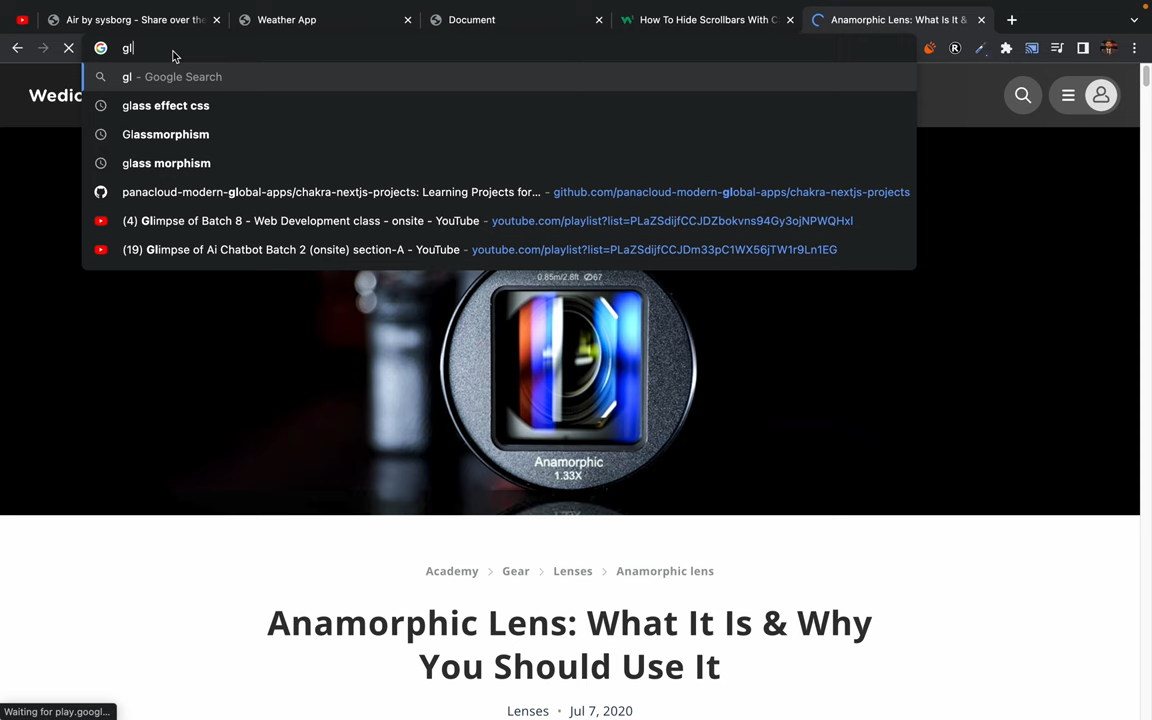 Air by sysborg - Share over the
Weather App
Document
How To Hide Scrollbars With C
Anamorphic Lens: What Is It &
gl
gl - Google Search
glass effect css
Glassmorphism
glass morphism
panacloud-modern-global-apps/chakra-nextjs-projects: Learning Projects for... - github.com/panacloud-modern-global-apps/chakra-nextjs-projects
(4) Glimpse of Batch 8 - Web Development class - onsite - YouTube - youtube.com/playlist?list=PLaZSdijfCCJDZbokvns94Gy3ojNPWQHxl
(19) Glimpse of Ai Chatbot Batch 2 (onsite) section-A - YouTube - youtube.com/playlist?list=PLaZSdijfCCJDm33pC1WX56jTW1r9Ln1EG
0.85m/2.8ft Ø67
Anamorphic
1.33X
Academy > Gear > Lenses > Anamorphic lens
Anamorphic Lens: What It Is & Why
You Should Use It
Lenses • Jul 7, 2020
Waiting for play.googl...